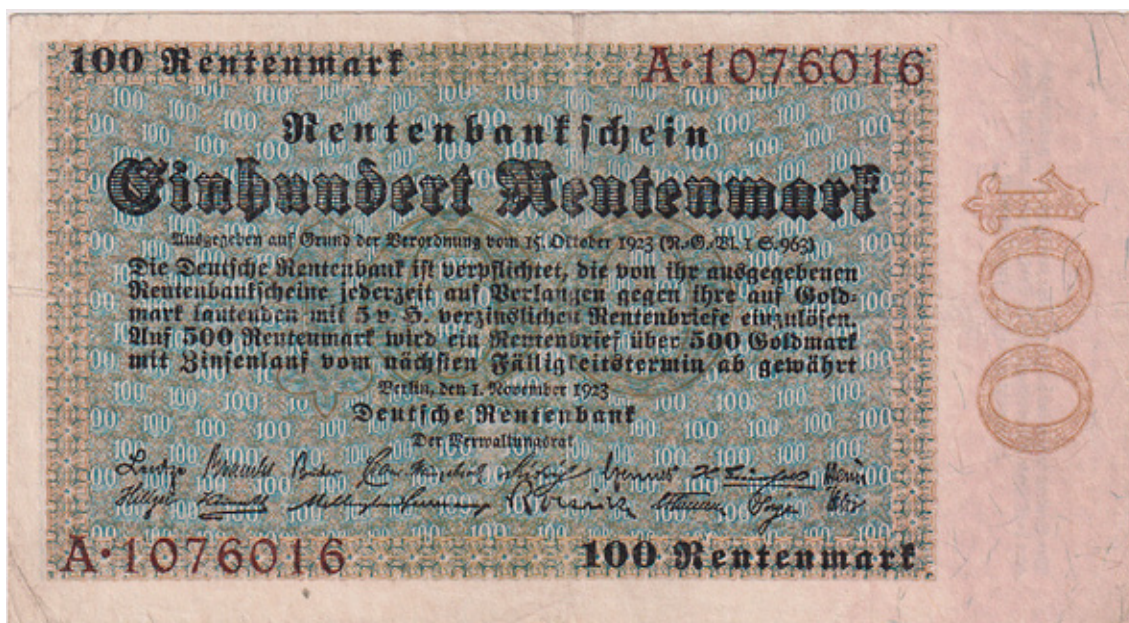 100 Rentenmark A·1076016
Rentenbankschein
Einhundert Rentenmark
Ausgegeben auf Grund der Verordnung vom 15. Oktober 1923 (R.-G.-Bl. I S. 963)
Die Deutsche Rentenbank ist verpflichtet, die von ihr ausgegebenen
Rentenbankscheine jederzeit auf Verlangen gegen ihre auf Gold-
mark lautenden mit 5 v. H. verzinslichen Rentenbriefe einzulösen.
Auf 500 Rentenmark wird ein Rentenbrief über 500 Goldmark
mit Zinsenlauf vom nächsten Fälligkeitstermin ab gewährt
Berlin, den 1. November 1923
Deutsche Rentenbank
Der Verwaltungsrat
A·1076016 100 Rentenmark
100